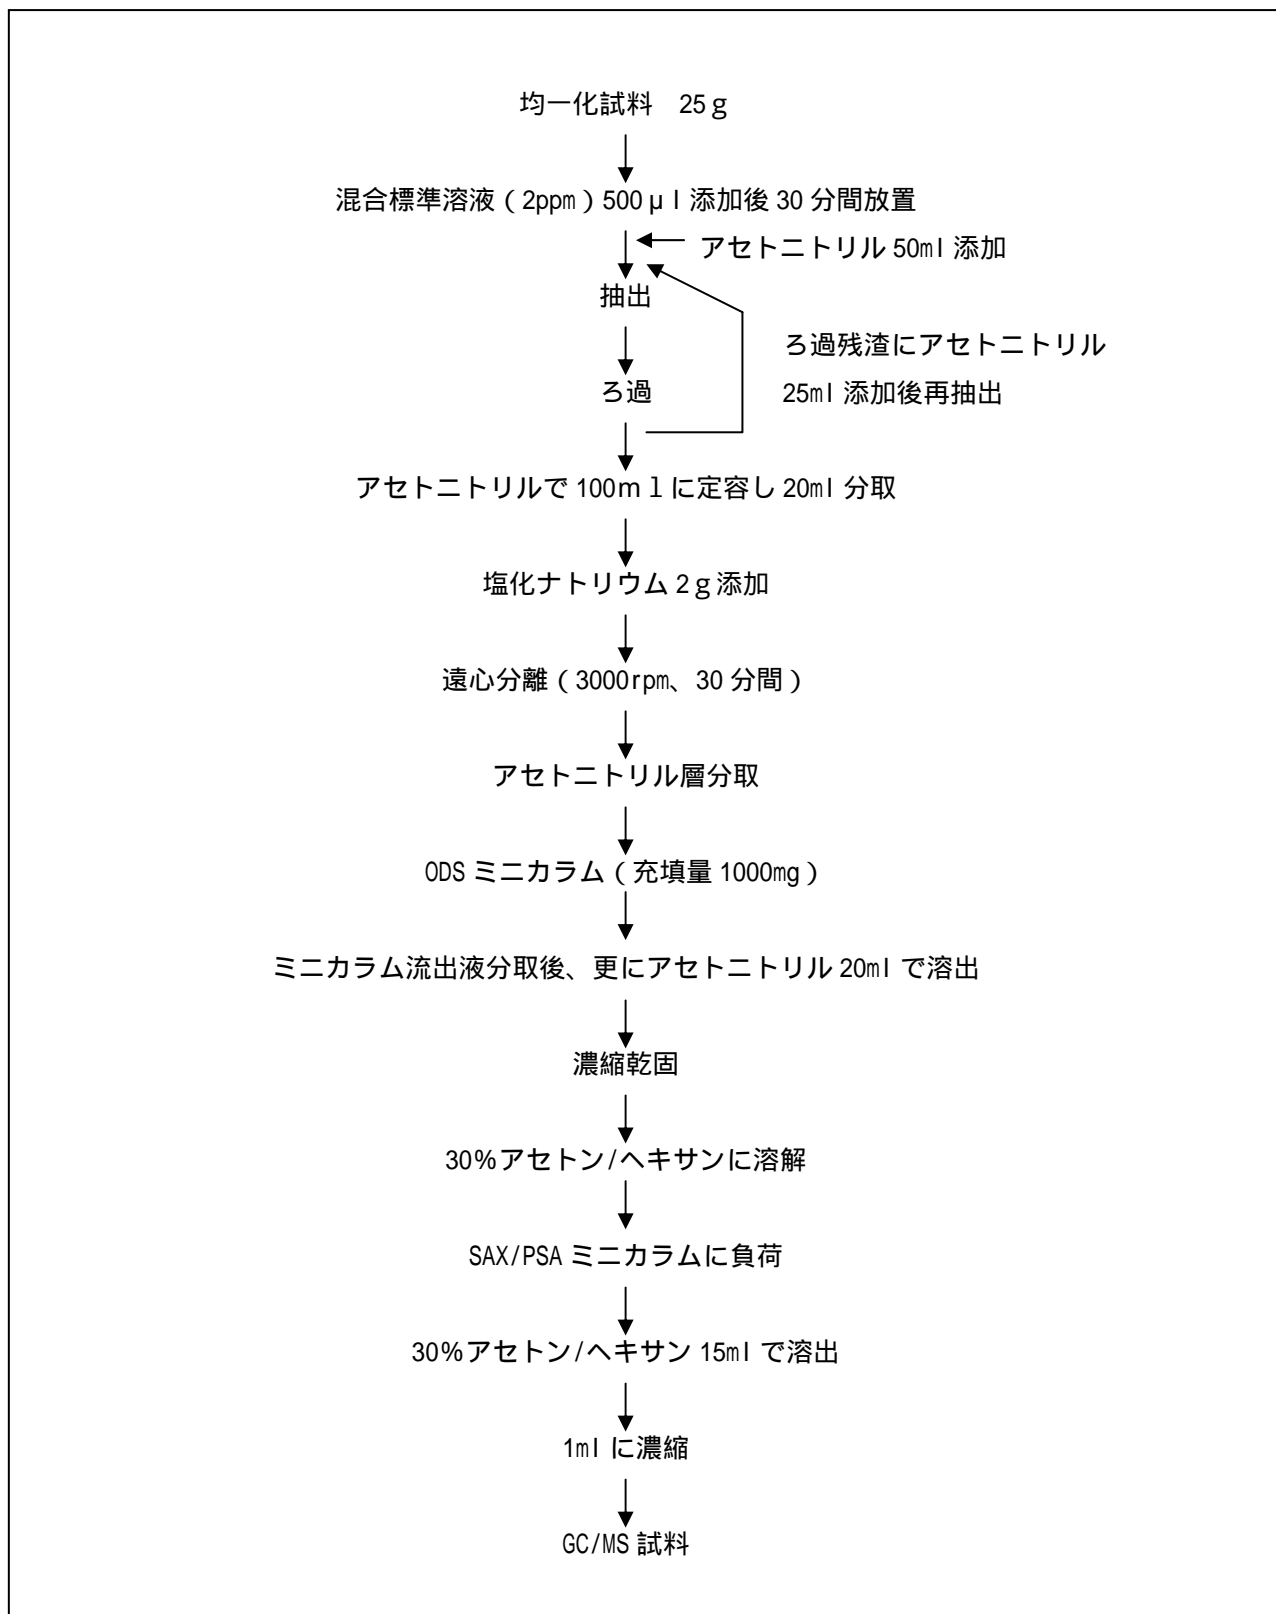 均一化試料　25ｇ
混合標準溶液（2ppm）500μl 添加後 30 分間放置
アセトニトリル 50ml 添加
抽出
ろ過残渣にアセトニトリル
25ml 添加後再抽出
ろ過
アセトニトリルで 100ｍｌに定容し 20ml 分取
塩化ナトリウム 2ｇ添加
遠心分離（3000rpm、30 分間）
アセトニトリル層分取
ODS ミニカラム（充填量 1000mg）
ミニカラム流出液分取後、更にアセトニトリル 20ml で溶出
濃縮乾固
30％アセトン/ヘキサンに溶解
SAX/PSA ミニカラムに負荷
30％アセトン/ヘキサン 15ml で溶出
1ml に濃縮
GC/MS 試料